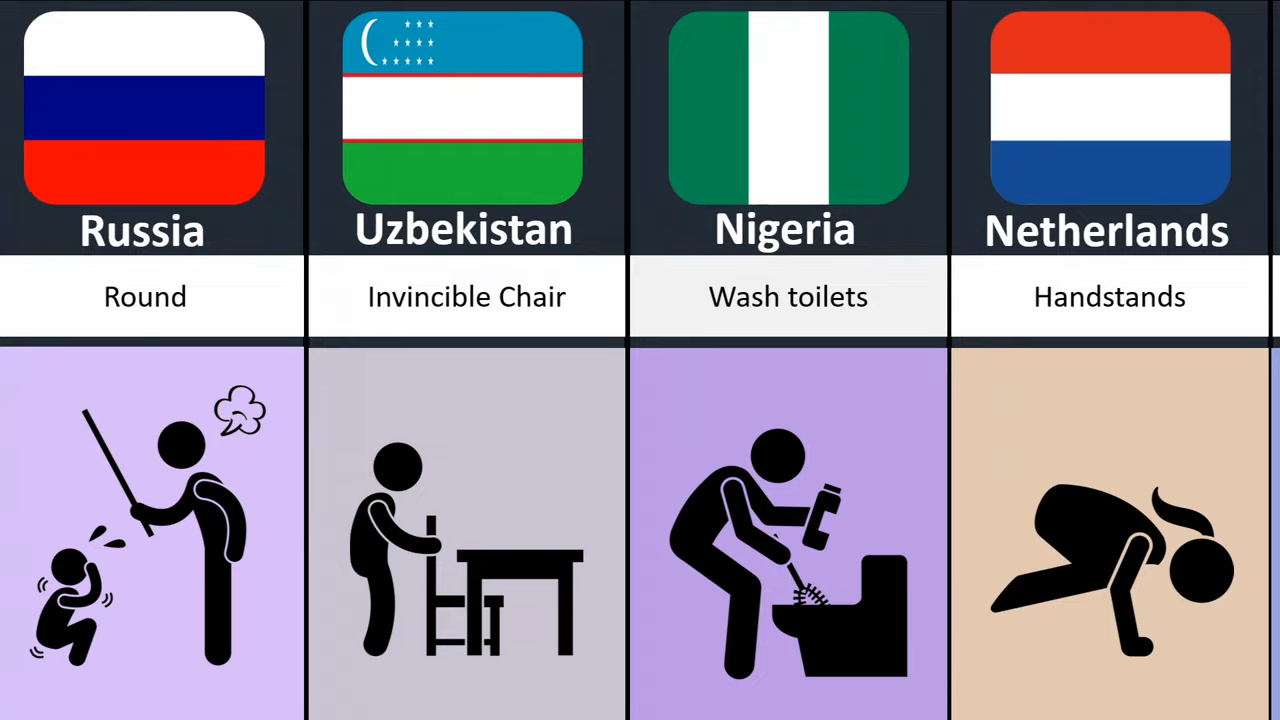 Russia
Uzbekistan
Nigeria
Netherlands
Round
Invincible Chair
Wash toilets
Handstands